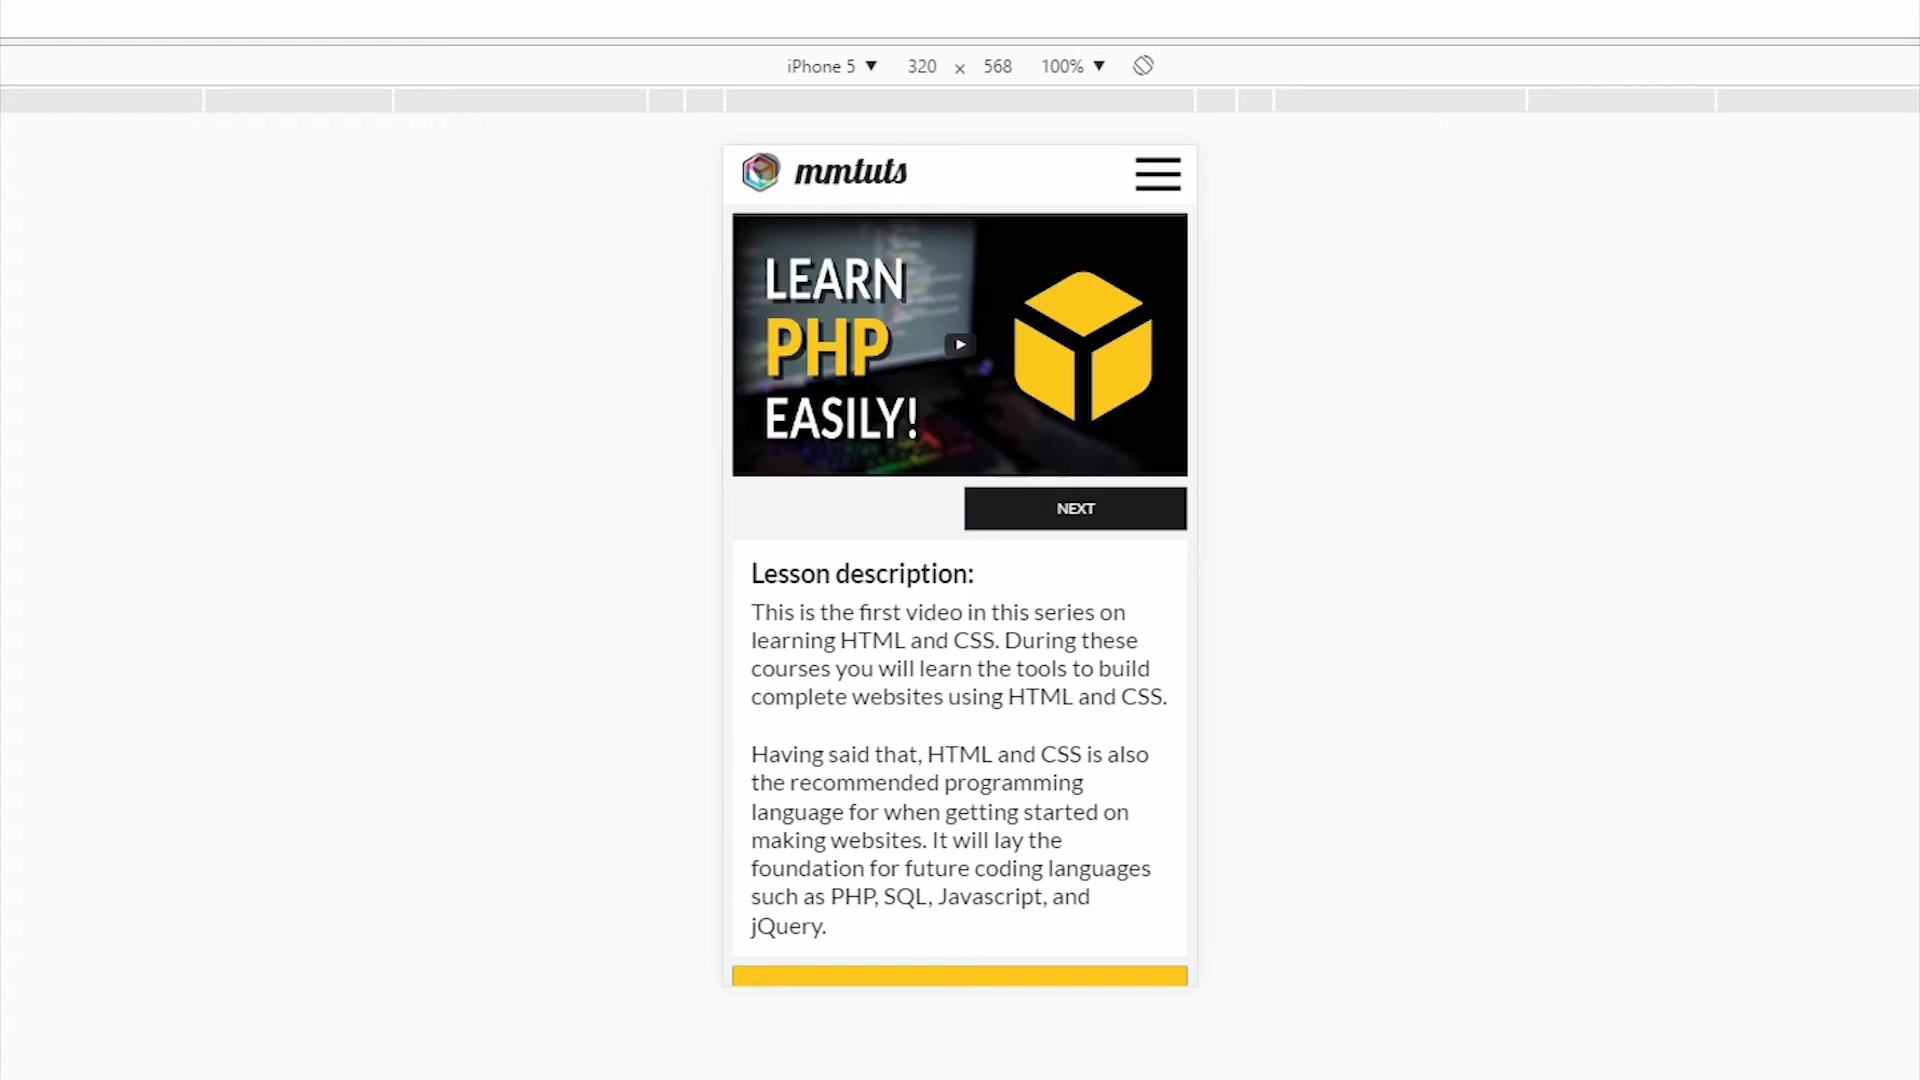 iPhone 5 ▼ 320 × 568 100% ▼
mmtuts
LEARN
PHP
EASILY!
NEXT
Lesson description:
This is the first video in this series on
learning HTML and CSS. During these
courses you will learn the tools to build
complete websites using HTML and CSS.
Having said that, HTML and CSS is also
the recommended programming
language for when getting started on
making websites. It will lay the
foundation for future coding languages
such as PHP, SQL, Javascript, and
jQuery.